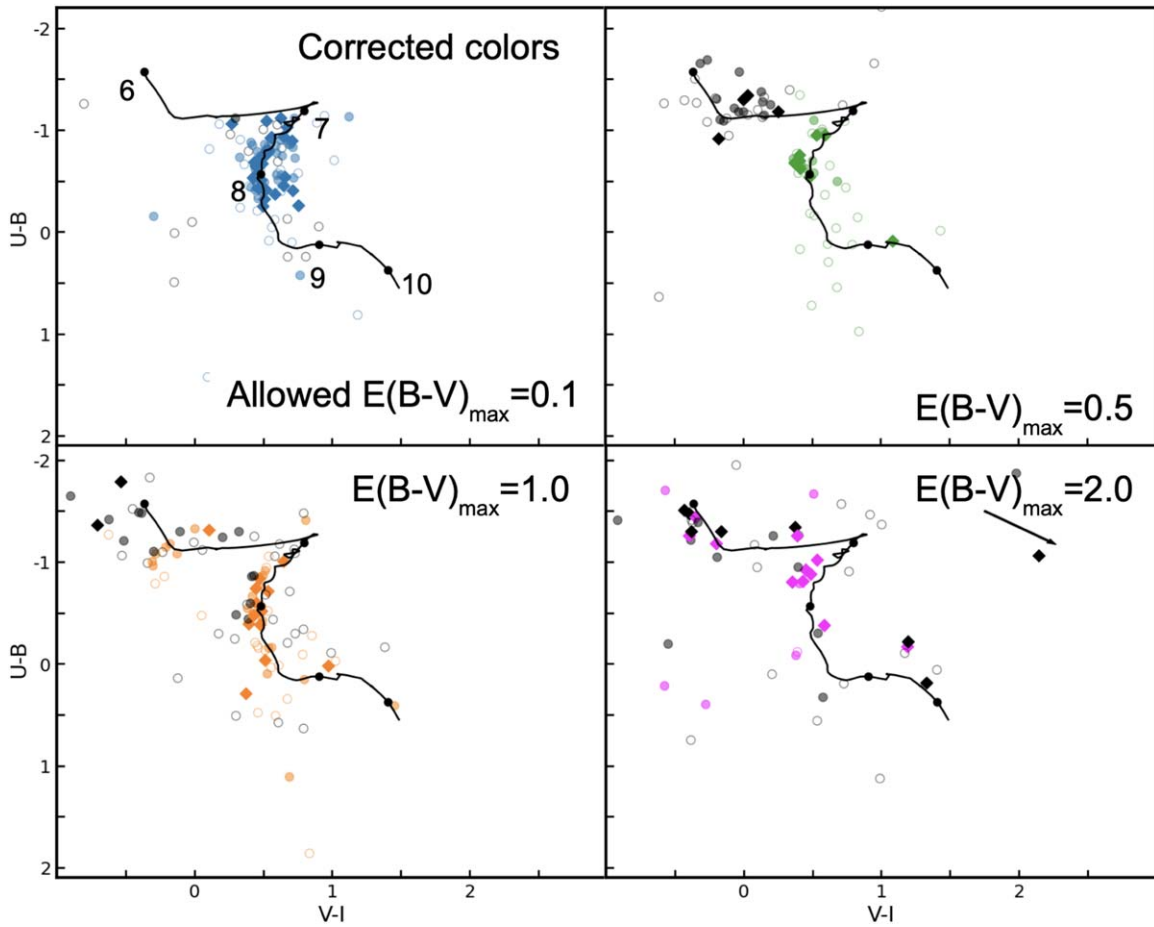 -2
-1
0
1
2
U-B
Corrected colors
6
7
8
9
10
Allowed E(B-V)max=0.1
E(B-V)max=0.5
-2
-1
0
1
2
U-B
E(B-V)max=1.0
E(B-V)max=2.0
0 1 2
V-I
0 1 2
V-I